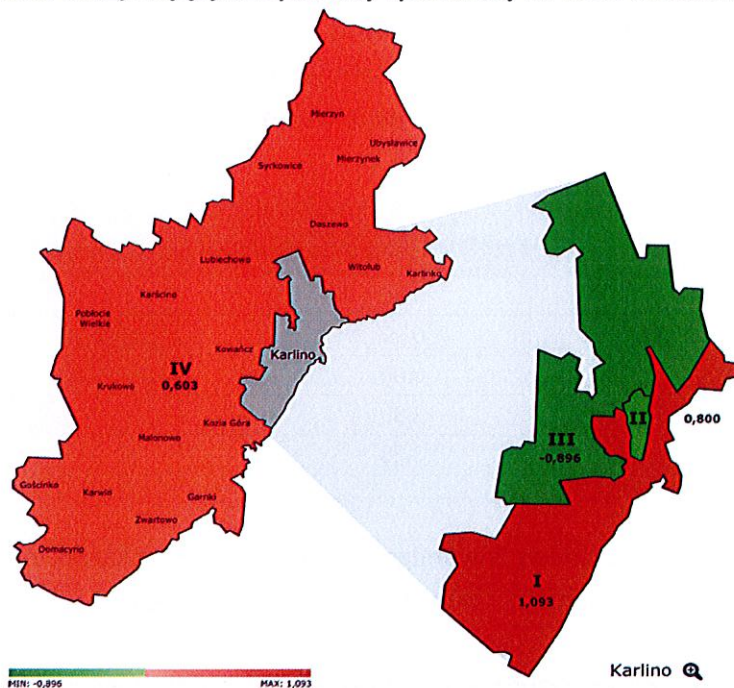 Mierzyn
Ubysławice
Mierzynek
Syrkowice
Daszewo
Lubiechowo
Witolub
Karlinko
Karścino
Pobłocie
Wielkie
Kowańcz
Karlino
IV
0,603
Krukowo
Kozia Góra
Malonowo
Gościnko
Karwin
Garnki
Zwartowo
Domacyno
II
0,800
III
-0,896
I
1,093
MIN: -0,896
MAX: 1,093
Karlino